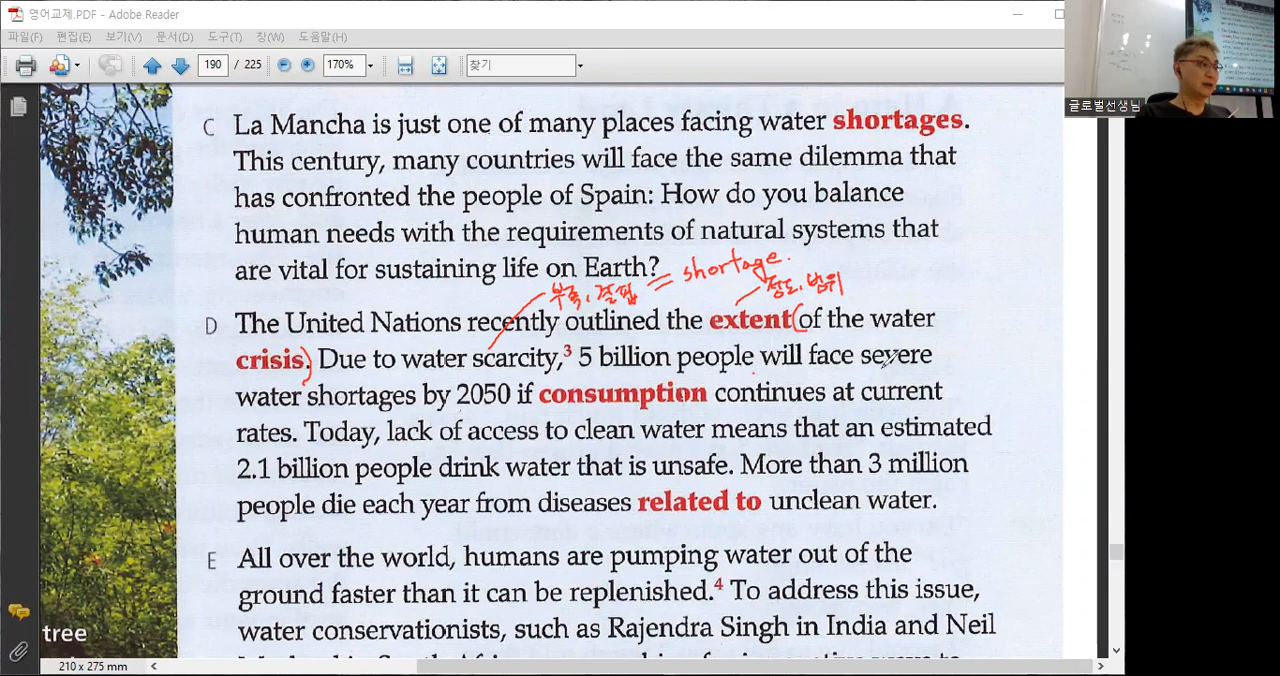 영어교제.PDF - Adobe Reader
파일(F) 편집(E) 보기(V) 문서(D) 도구(T) 창(W) 도움말(H)
190 / 225 170% 찾기
글로벌선생님
C La Mancha is just one of many places facing water shortages.
This century, many countries will face the same dilemma that
has confronted the people of Spain: How do you balance
human needs with the requirements of natural systems that
are vital for sustaining life on Earth?
부족, 결핍 = shortage.
정도, 범위
D The United Nations recently outlined the extent (of the water
crisis.) Due to water scarcity,³ 5 billion people will face severe
water shortages by 2050 if consumption continues at current
rates. Today, lack of access to clean water means that an estimated
2.1 billion people drink water that is unsafe. More than 3 million
people die each year from diseases related to unclean water.
E All over the world, humans are pumping water out of the
ground faster than it can be replenished.⁴ To address this issue,
water conservationists, such as Rajendra Singh in India and Neil
tree
210 x 275 mm